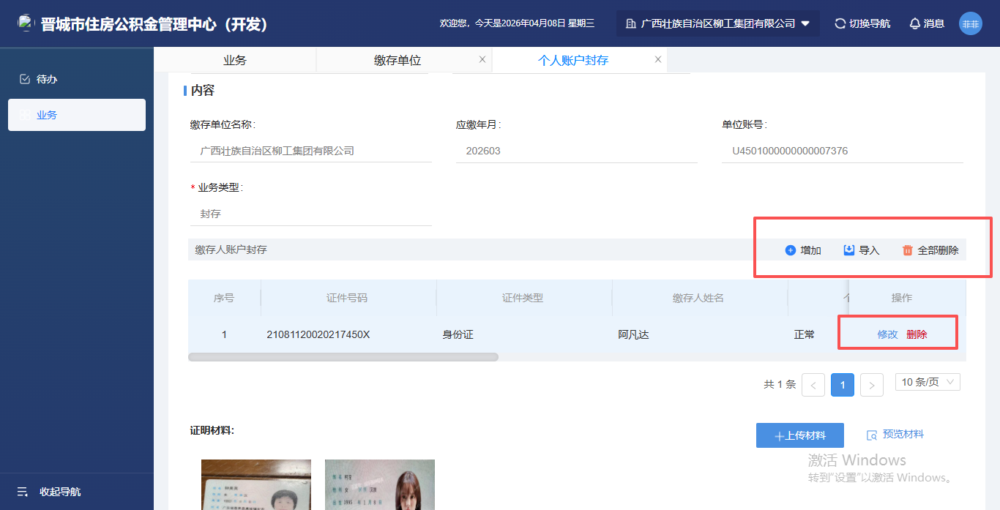 晋城市住房公积金管理中心（开发）
欢迎您，今天是2026年04月08日 星期三
广西壮族自治区柳工集团有限公司
切换导航
消息
菲菲
待办
业务
收起导航
业务
缴存单位
个人账户封存
内容
缴存单位名称:
应缴年月:
单位账号:
广西壮族自治区柳工集团有限公司
202603
U4501000000000007376
* 业务类型:
封存
缴存人账户封存
增加
导入
全部删除
序号 证件号码 证件类型 缴存人姓名 操作
1 21081120020217450X 身份证 阿凡达 正常 修改 删除
共 1 条 < 1 > 10 条/页
证明材料:
上传材料
预览材料
激活 Windows
转到"设置"以激活 Windows。